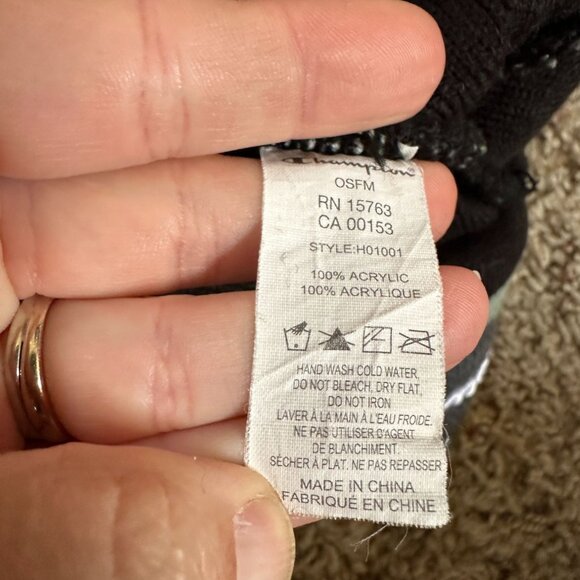 Champion
OSFM
RN 15763
CA 00153
STYLE:H01001
100% ACRYLIC
100% ACRYLIQUE
HAND WASH COLD WATER,
DO NOT BLEACH, DRY FLAT,
DO NOT IRON
LAVER À LA MAIN À L'EAU FROIDE.
NE PAS UTILISER D'AGENT
DE BLANCHIMENT.
SÉCHER À PLAT. NE PAS REPASSER
MADE IN CHINA
FABRIQUÉ EN CHINE